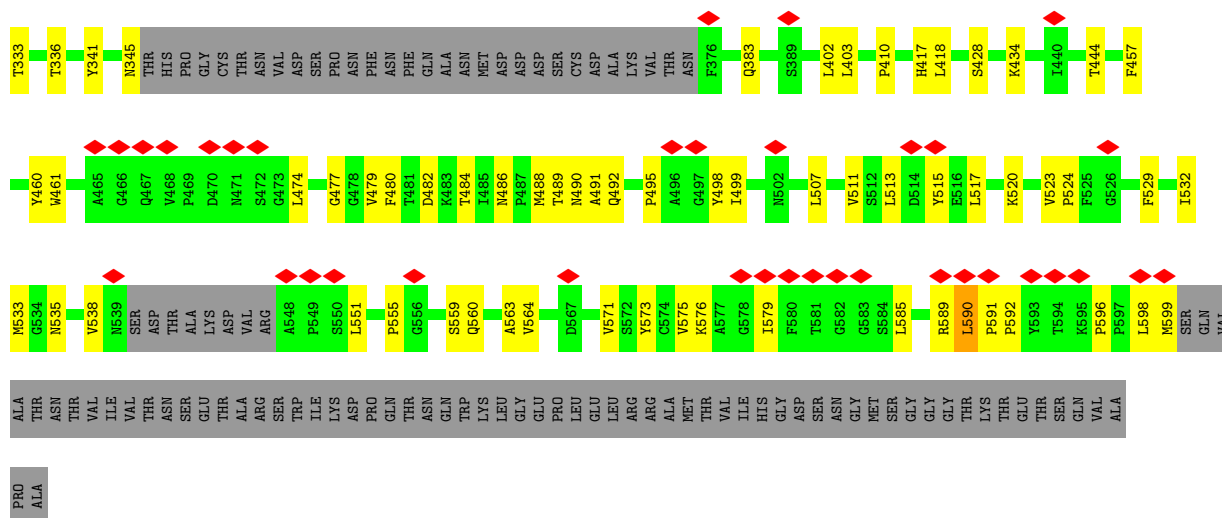 T333 T336 Y341 N345 THR HIS PRO GLY CYS THR ASN VAL ASP SER PRO ASN PHE ASN PHE GLN ALA ASN MET ASP ASP ASP SER CYS ASP ALA LYS VAL THR ASN F376 Q383 S389 L402 L403 P410 H417 L418 S428 K434 I440 T444 F457
Y460 W461 A465 G466 Q467 V468 P469 D470 N471 S472 G473 L474 G477 G478 V479 F480 T481 D482 K483 T484 I485 N486 P487 M488 T489 N490 A491 Q492 P495 A496 G497 Y498 I499 N502 L507 V511 S512 L513 D514 Y515 E516 L517 K520 V523 P524 F525 G526 F529 I532
M533 G534 N535 V538 N539 SER ASP THR ALA LYS ASP VAL ARG A548 P549 S550 L551 P555 G556 S559 Q560 A563 V564 D567 V571 S572 Y573 C574 V575 K576 A577 G578 I579 F580 T581 G582 G583 S584 L585 R589 L590 P591 P592 Y593 T594 K595 P596 P597 L598 M599 SER GLN VAL
ALA THR ASN THR VAL ILE VAL THR ASN SER GLU THR ALA ARG SER TRP ILE LYS ASP PRO GLN THR ASN GLN TRP LYS LEU GLY GLU PRO LEU GLU LEU ARG ARG ALA MET THR VAL ILE HIS GLY ASP SER ASN GLY MET SER GLY GLY GLY THR LYS THR GLU THR SER GLN VAL ALA
PRO ALA